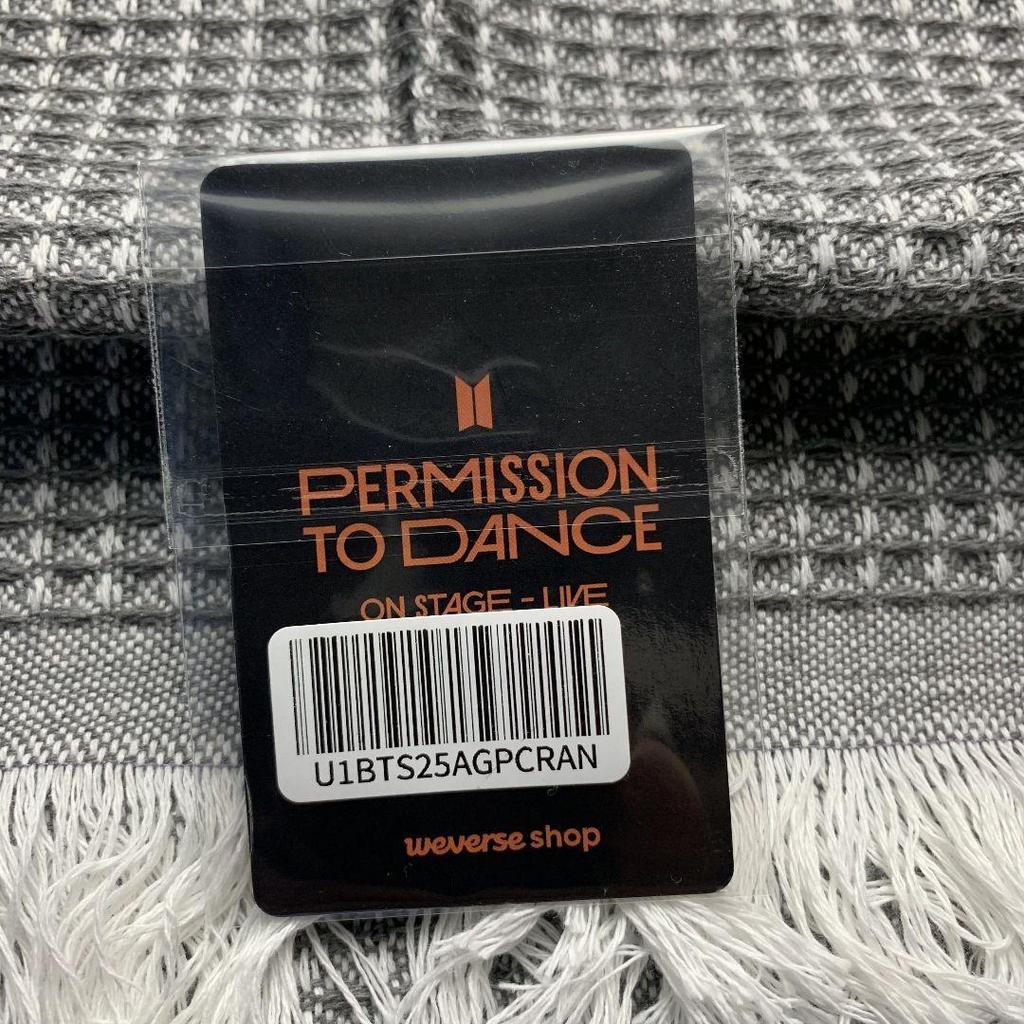 PERMISSION
TO DANCE
ON STAGE - LIVE
U1BTS25AGPCRAN
weverse shop